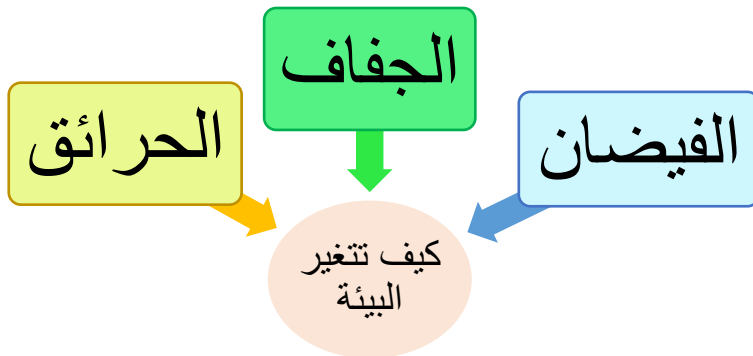 الجفاف
الفيضان
الحرائق
كيف تتغير
البيئة